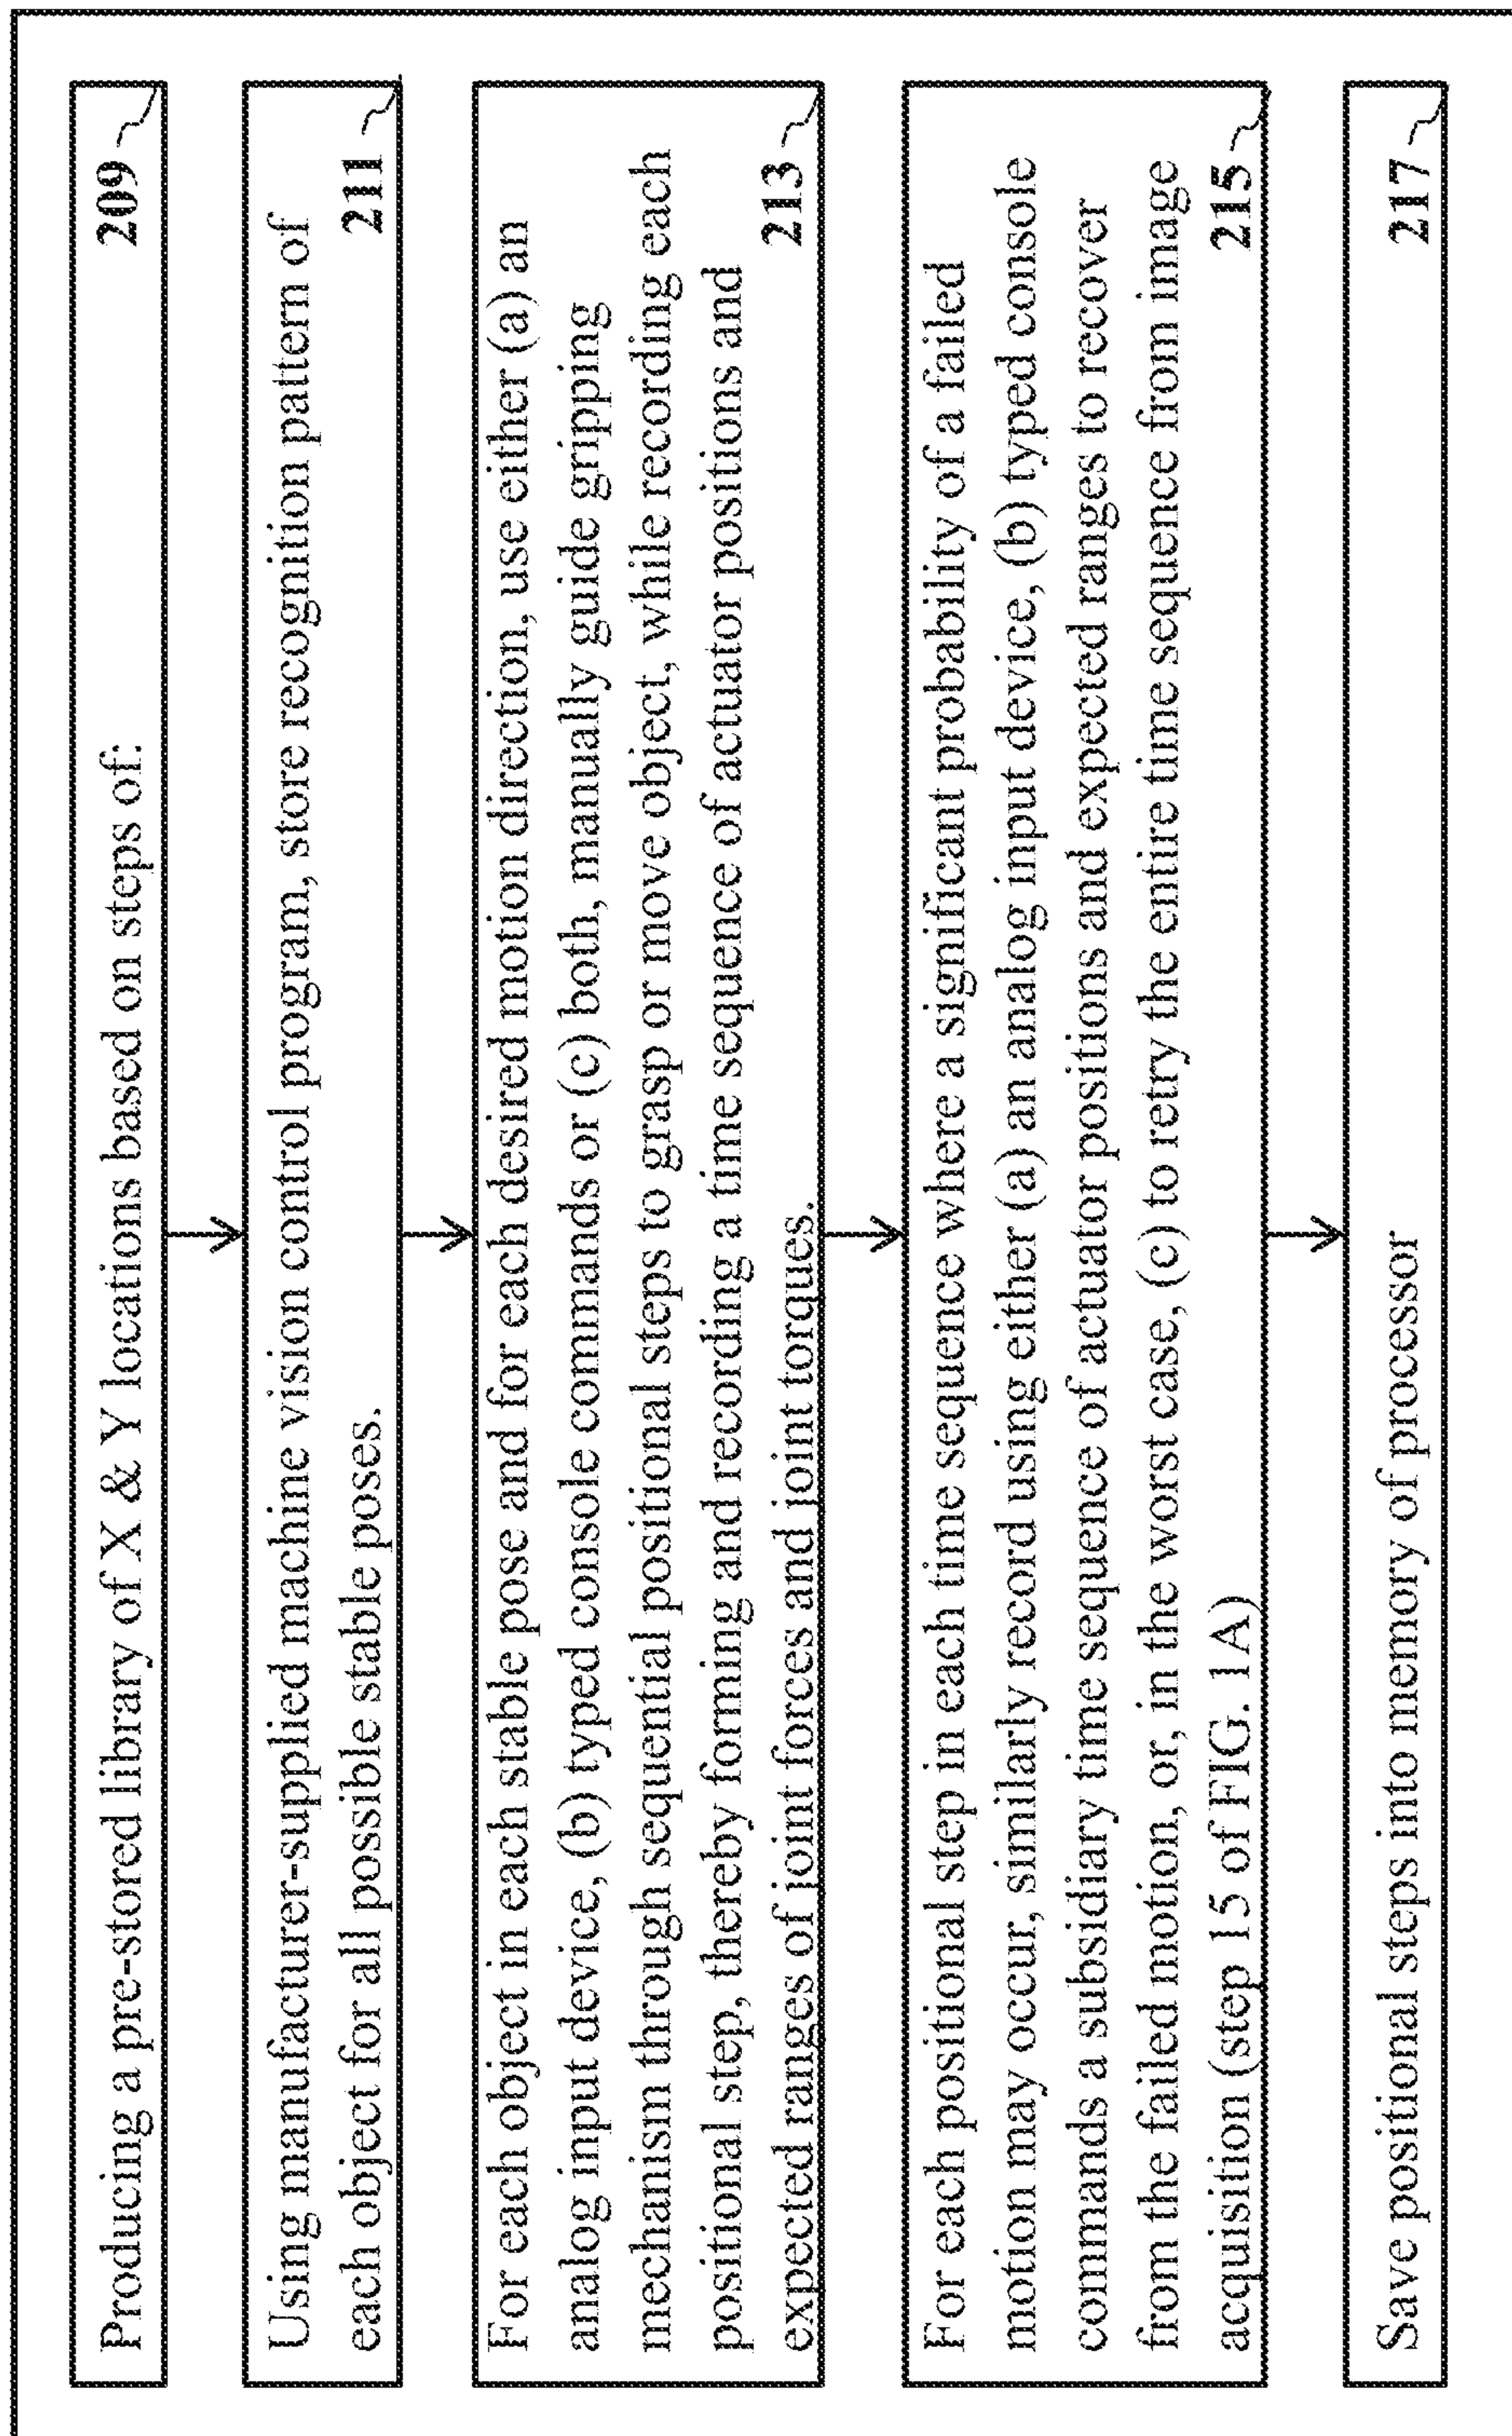 Producing a pre-stored library of X & Y locations based on steps of:
209
Using manufacturer-supplied machine vision control program, store recognition pattern of
each object for all possible stable poses.
211
For each object in each stable pose and for each desired motion direction, use either (a) an
analog input device, (b) typed console commands or (c) both, manually guide gripping
mechanism through sequential positional steps to grasp or move object, while recording each
positional step, thereby forming and recording a time sequence of actuator positions and
expected ranges of joint forces and joint torques.
213
For each positional step in each time sequence where a significant probability of a failed
motion may occur, similarly record using either (a) an analog input device, (b) typed console
commands a subsidiary time sequence of actuator positions and expected ranges to recover
from the failed motion, or, in the worst case, (c) to retry the entire time sequence from image
acquisition (step 15 of FIG. 1A)
215
Save positional steps into memory of processor
217